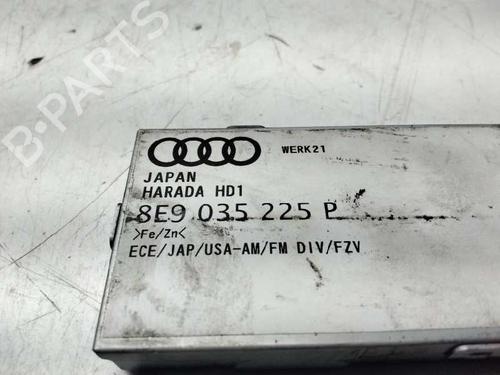 B-PARTS
WERK21
JAPAN
HARADA HD1
8E9 035 225 P
>Fe/Zn<
ECE/JAP/USA-AM/FM DIV/FZV